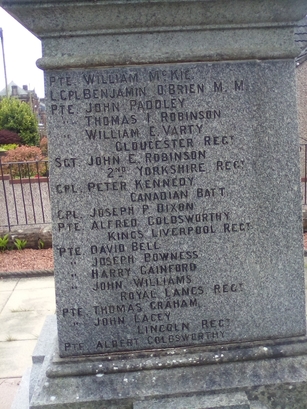 PTE WILLIAM McKIE.
L.CPL BENJAMIN O'BRIEN M.M.
PTE JOHN PADDLEY
" THOMAS I. ROBINSON
" WILLIAM E. VARTY
GLOUCESTER REGT
SGT JOHN E. ROBINSON
2ND YORKSHIRE REGT
CPL PETER KENNEDY
CANADIAN BATT
CPL JOSEPH P. DIXON
PTE ALFRED GOLDSWORTHY
KINGS LIVERPOOL REGT
PTE DAVID BELL
" JOSEPH POWNESS
" HARRY GAINFORD
" JOHN WILLIAMS
ROYAL LANCS REGT
PTE THOMAS GRAHAM
" JOHN LACEY
LINCOLN REGT
PTE ALBERT GOLDSWORTHY